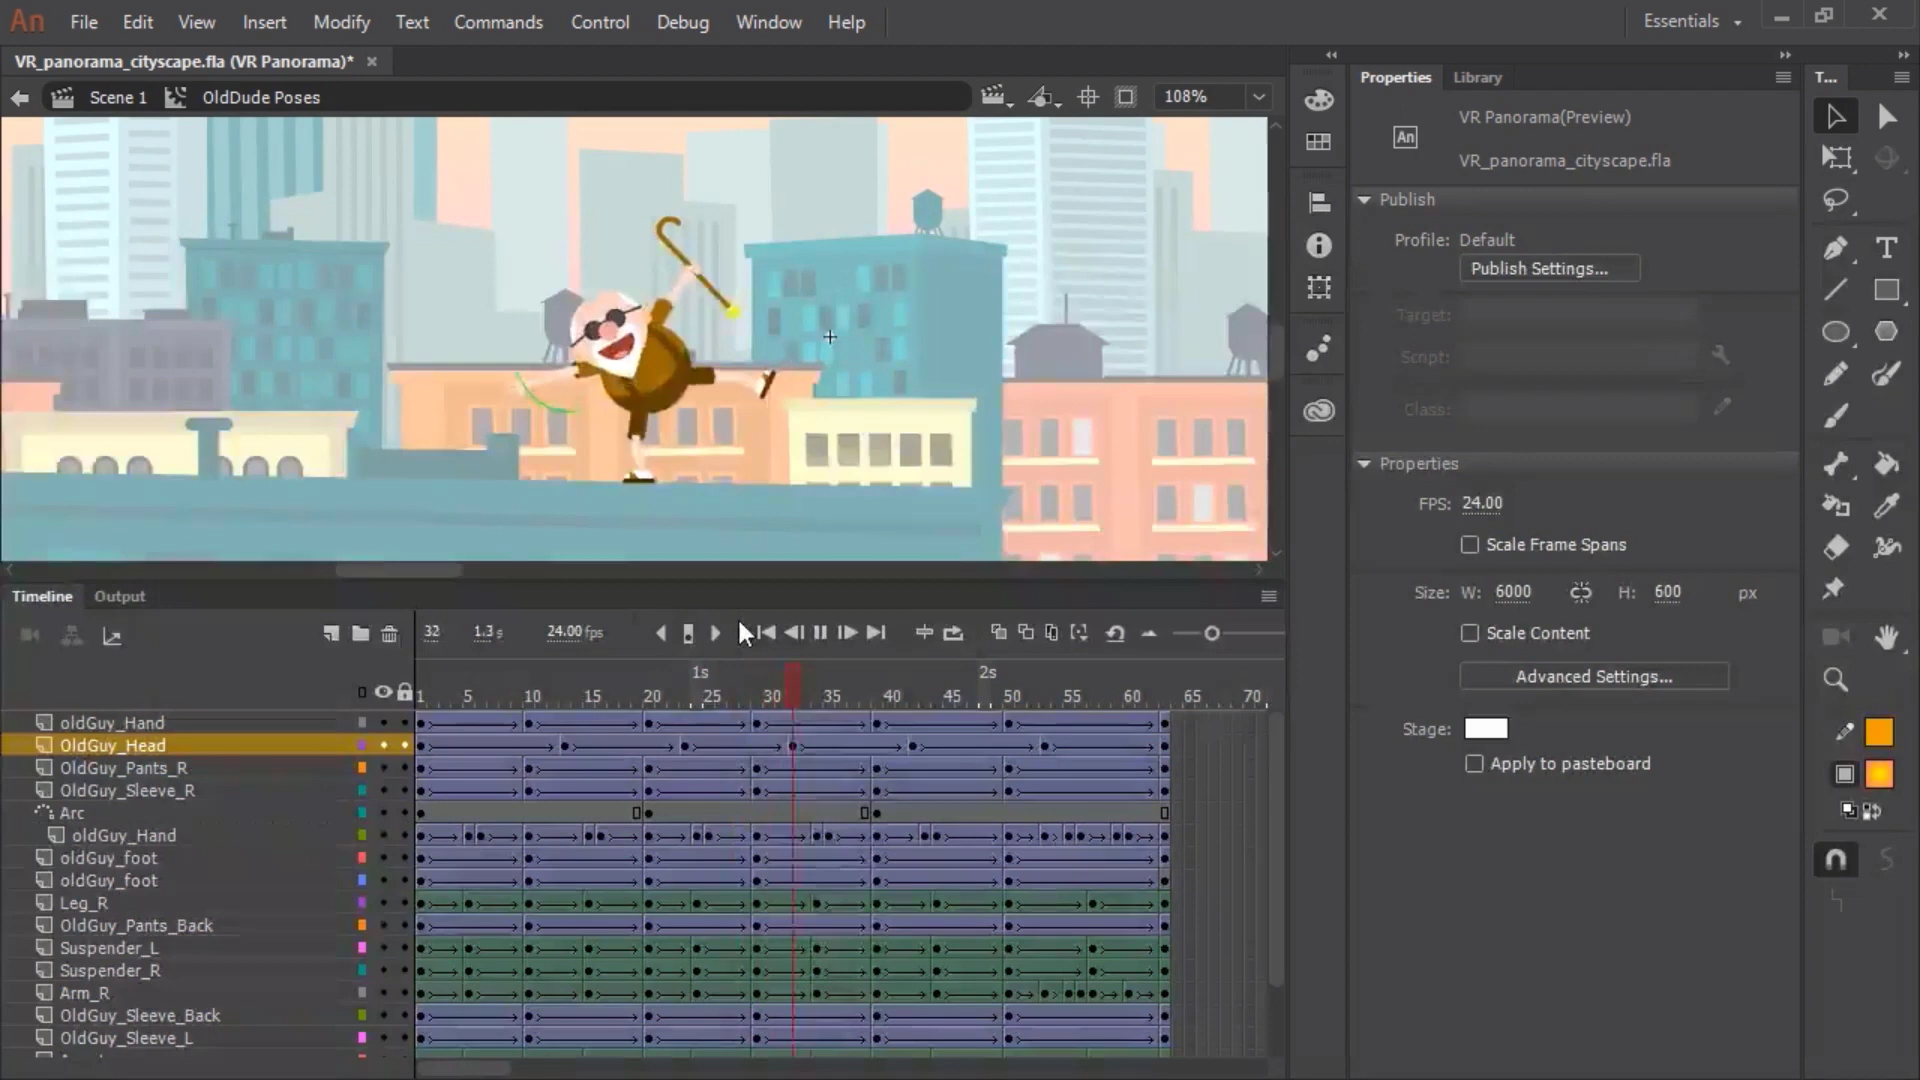 An File Edit View Insert Modify Text Commands Control Debug Window Help Essentials
VR_panorama_cityscape.fla (VR Panorama)*
Scene 1 OldDude Poses 108%
Properties Library T...
VR Panorama(Preview)
An
VR_panorama_cityscape.fla
Publish
Profile: Default
Publish Settings...
Target:
Script:
Class:
Properties
FPS: 24.00
Scale Frame Spans
Size: W: 6000 H: 600 px
Scale Content
Advanced Settings...
Stage:
Apply to pasteboard
Timeline Output
32 1.3 s 24.00 fps
1s 2s
1 5 10 15 20 25 30 35 40 45 50 55 60 65 70
oldGuy_Hand
OldGuy_Head
OldGuy_Pants_R
OldGuy_Sleeve_R
Arc
oldGuy_Hand
oldGuy_foot
oldGuy_foot
Leg_R
OldGuy_Pants_Back
Suspender_L
Suspender_R
Arm_R
OldGuy_Sleeve_Back
OldGuy_Sleeve_L